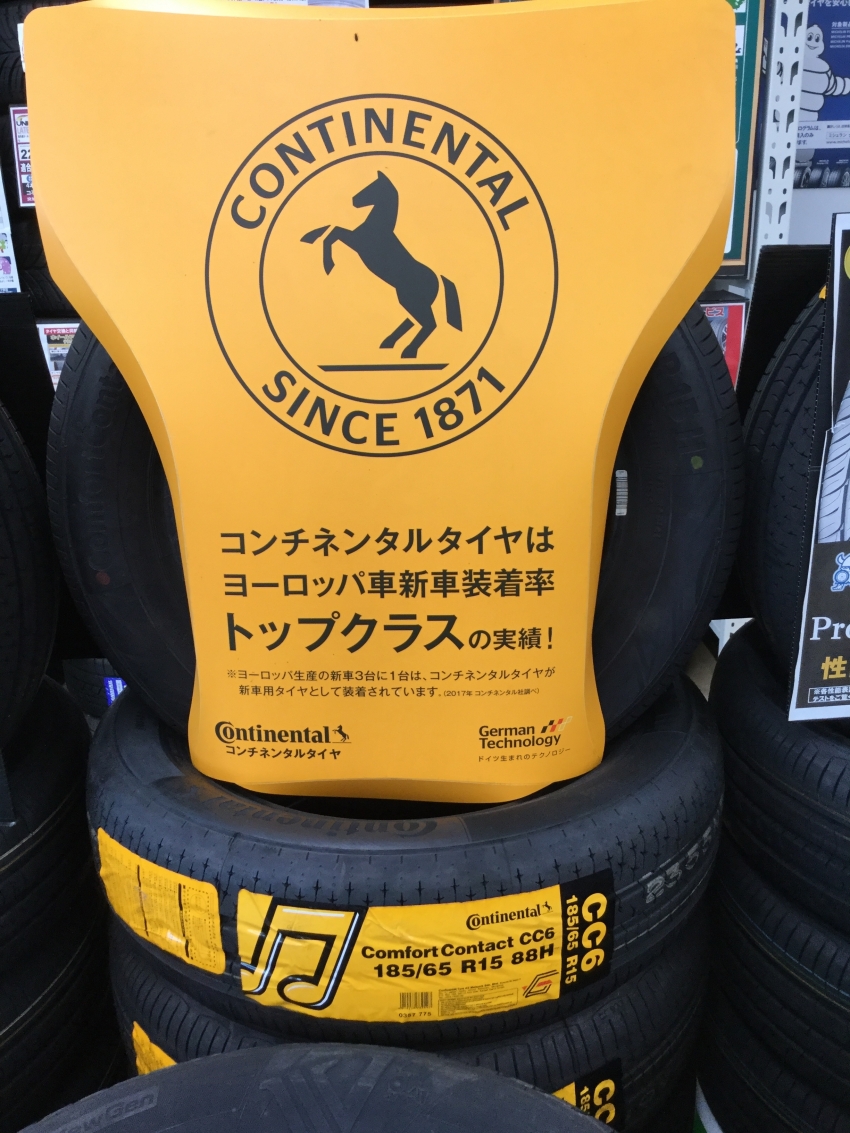 CONTINENTAL
SINCE 1871
コンチネンタルタイヤは
ヨーロッパ車新車装着率
トップクラスの実績！
※ヨーロッパ生産の新車3台に1台は、コンチネンタルタイヤが
新車用タイヤとして装着されています。(2017年 コンチネンタル社調べ)
Continental
コンチネンタルタイヤ
German
Technology
ドイツ生まれのテクノロジー
Continental
Comfort Contact CC6
185/65 R15 88H
CC6
185/65 R15
Continental
Pre
性